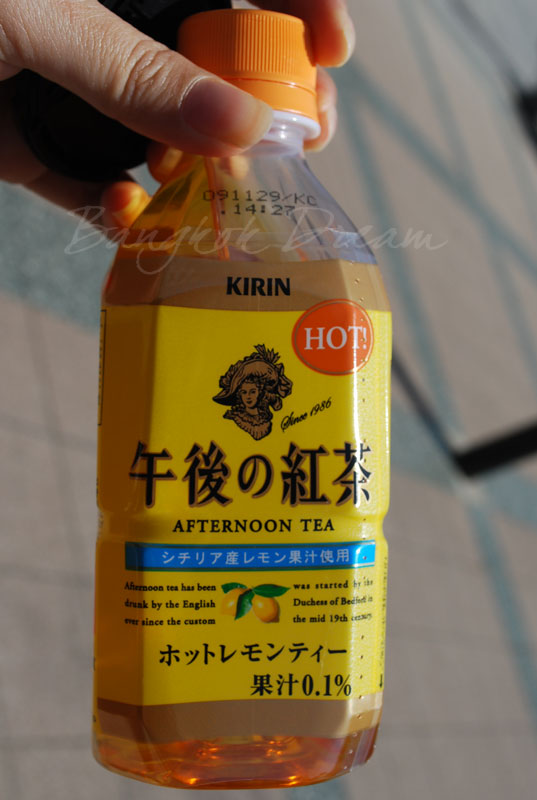 091129/KC
14:27
Bangkok Dream
KIRIN
HOT!
Since 1986
午後の紅茶
AFTERNOON TEA
シチリア産レモン果汁使用
Afternoon tea has been
drunk by the English
ever since the custom
was started by the
Duchess of Bedford in
the mid 19th century.
ホットレモンティー
果汁0.1%